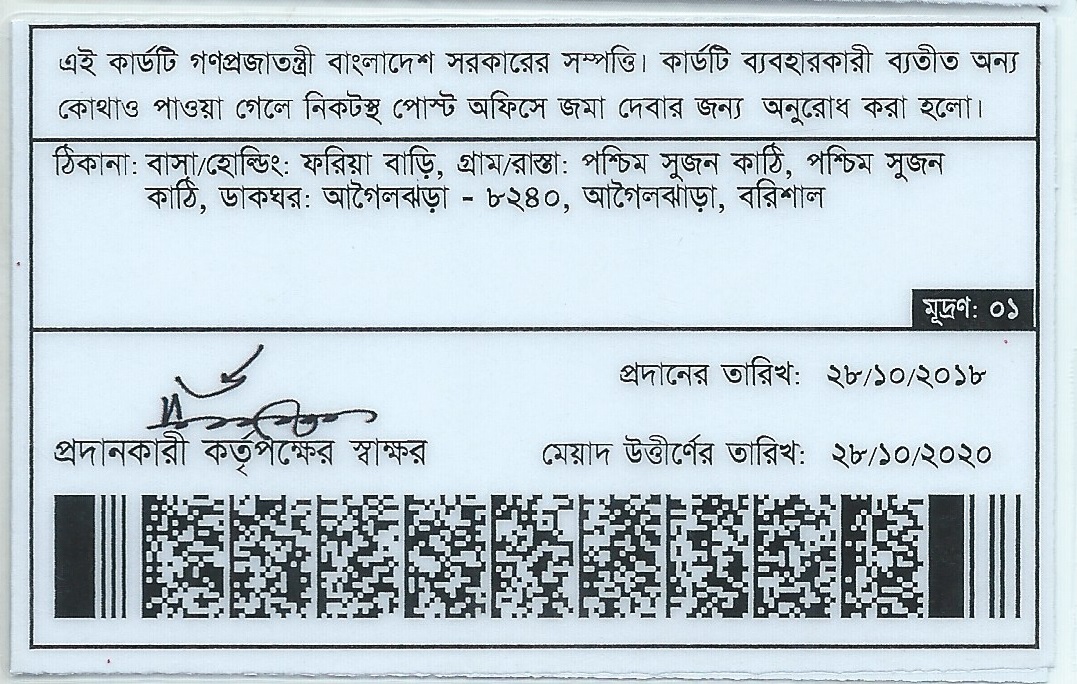 এই কার্ডটি গণপ্রজাতন্ত্রী বাংলাদেশ সরকারের সম্পত্তি। কার্ডটি ব্যবহারকারী ব্যতীত অন্য
কোথাও পাওয়া গেলে নিকটস্থ পোস্ট অফিসে জমা দেবার জন্য অনুরোধ করা হলো।
ঠিকানা: বাসা/হোল্ডিং: ফরিয়া বাড়ি, গ্রাম/রাস্তা: পশ্চিম সুজন কাঠি, পশ্চিম সুজন
কাঠি, ডাকঘর: আগৈলঝড়া - ৮২৪০, আগৈলঝাড়া, বরিশাল
মূদ্রণ: ০১
প্রদানের তারিখ: ২৮/১০/২০১৮
প্রদানকারী কর্তৃপক্ষের স্বাক্ষর
মেয়াদ উত্তীর্ণের তারিখ: ২৮/১০/২০২০